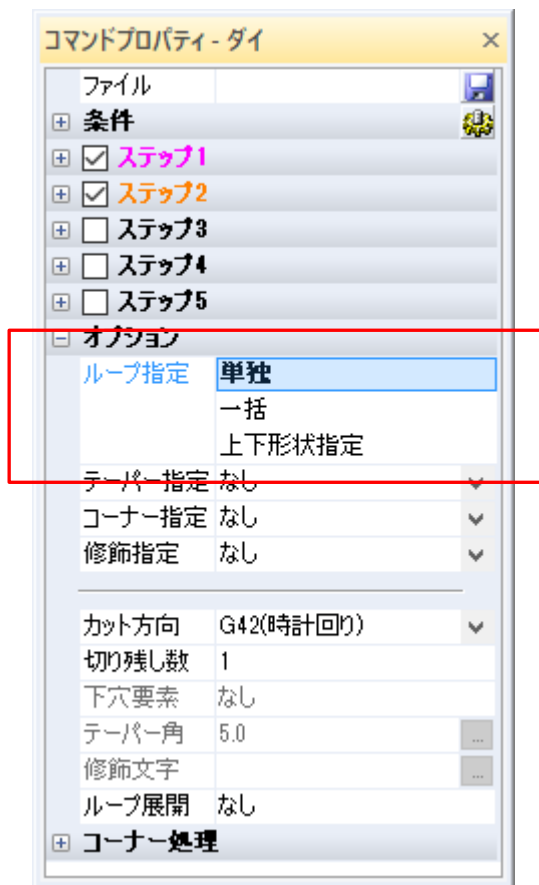 コマンドプロパティ - ダイ
ファイル
条件
ステップ1
ステップ2
ステップ3
ステップ4
ステップ5
オプション
ループ指定 単独
一括
上下形状指定
テーパー指定 なし
コーナー指定 なし
修飾指定 なし
カット方向 G42(時計回り)
切り残し数 1
下穴要素 なし
テーパー角 5.0 ...
修飾文字 ...
ループ展開 なし
コーナー処理